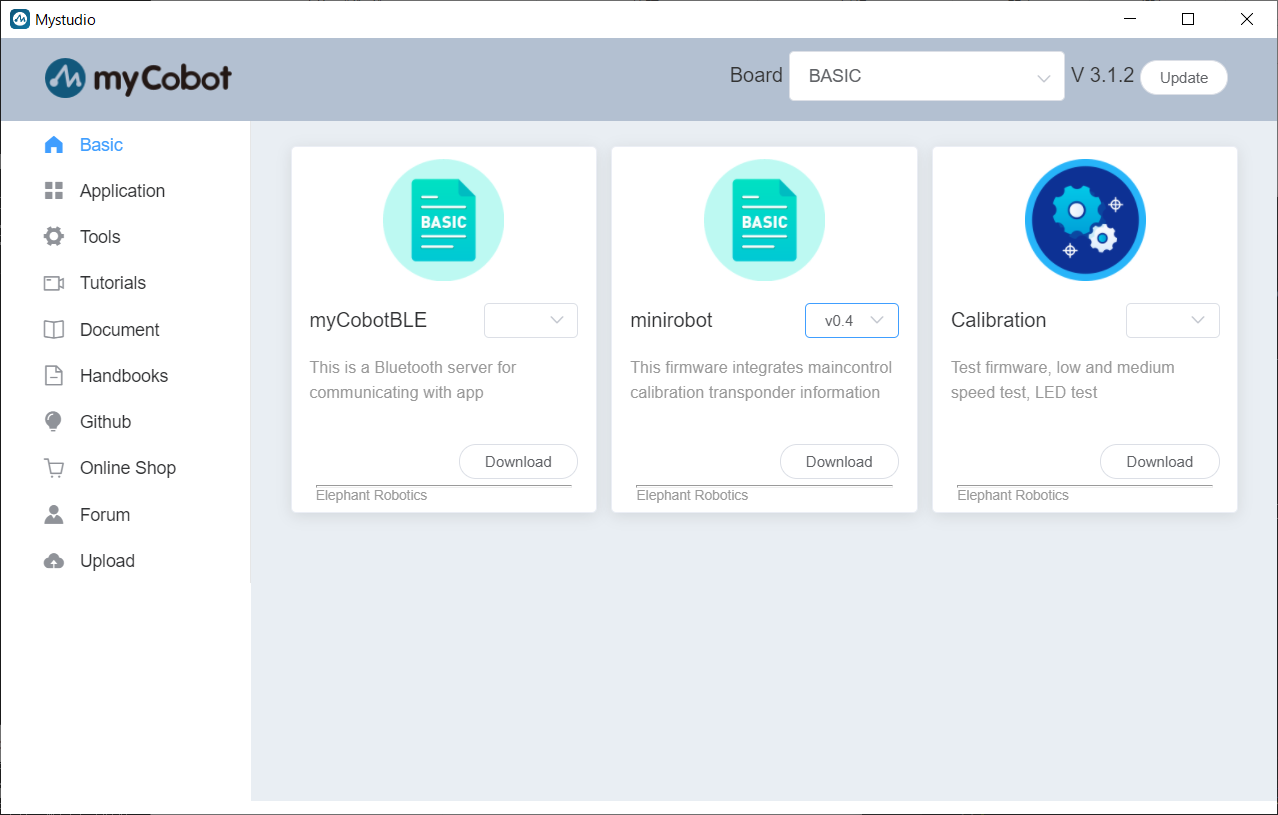 Mystudio
myCobot
Board BASIC V 3.1.2 Update
Basic
Application
Tools
Tutorials
Document
Handbooks
Github
Online Shop
Forum
Upload
BASIC
myCobotBLE
This is a Bluetooth server for
communicating with app
Download
Elephant Robotics
BASIC
minirobot v0.4
This firmware integrates maincontrol
calibration transponder information
Download
Elephant Robotics
Calibration
Test firmware, low and medium
speed test, LED test
Download
Elephant Robotics